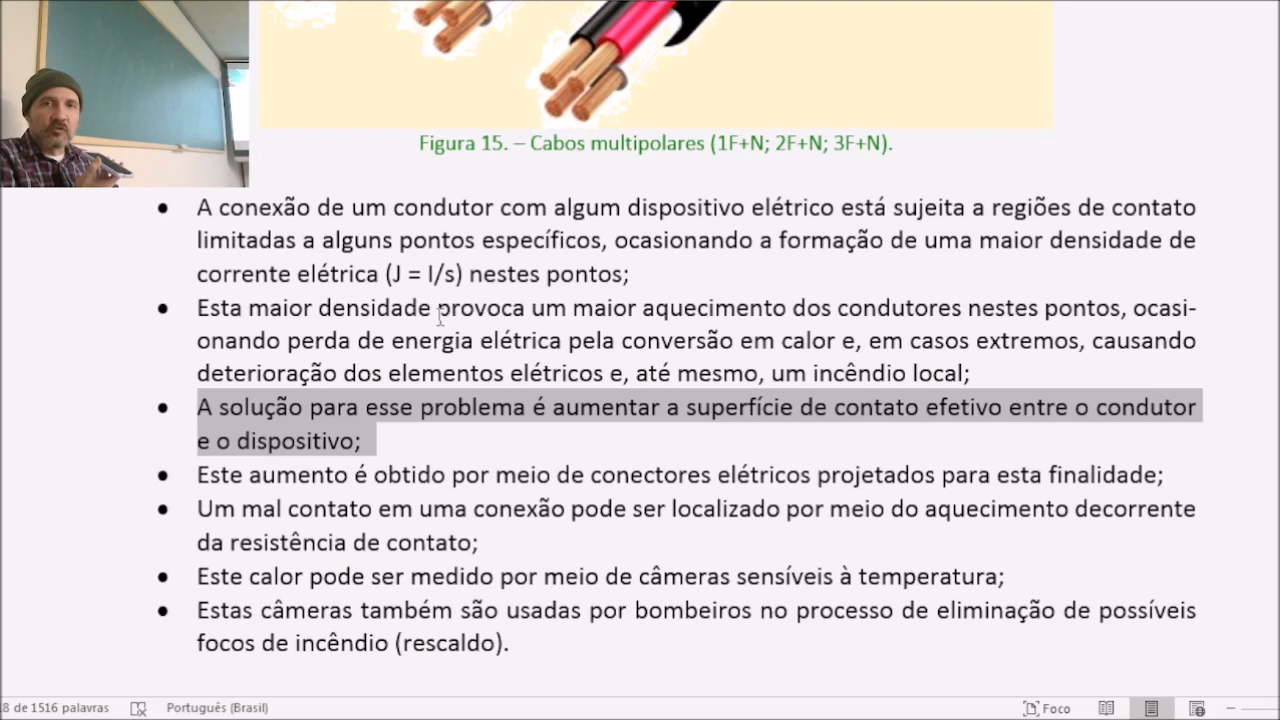 Figura 15. – Cabos multipolares (1F+N; 2F+N; 3F+N).
• A conexão de um condutor com algum dispositivo elétrico está sujeita a regiões de contato
limitadas a alguns pontos específicos, ocasionando a formação de uma maior densidade de
corrente elétrica (J = I/s) nestes pontos;
• Esta maior densidade provoca um maior aquecimento dos condutores nestes pontos, ocasi-
onando perda de energia elétrica pela conversão em calor e, em casos extremos, causando
deterioração dos elementos elétricos e, até mesmo, um incêndio local;
• A solução para esse problema é aumentar a superfície de contato efetivo entre o condutor
e o dispositivo;
• Este aumento é obtido por meio de conectores elétricos projetados para esta finalidade;
• Um mal contato em uma conexão pode ser localizado por meio do aquecimento decorrente
da resistência de contato;
• Este calor pode ser medido por meio de câmeras sensíveis à temperatura;
• Estas câmeras também são usadas por bombeiros no processo de eliminação de possíveis
focos de incêndio (rescaldo).
8 de 1516 palavras Português (Brasil) Foco